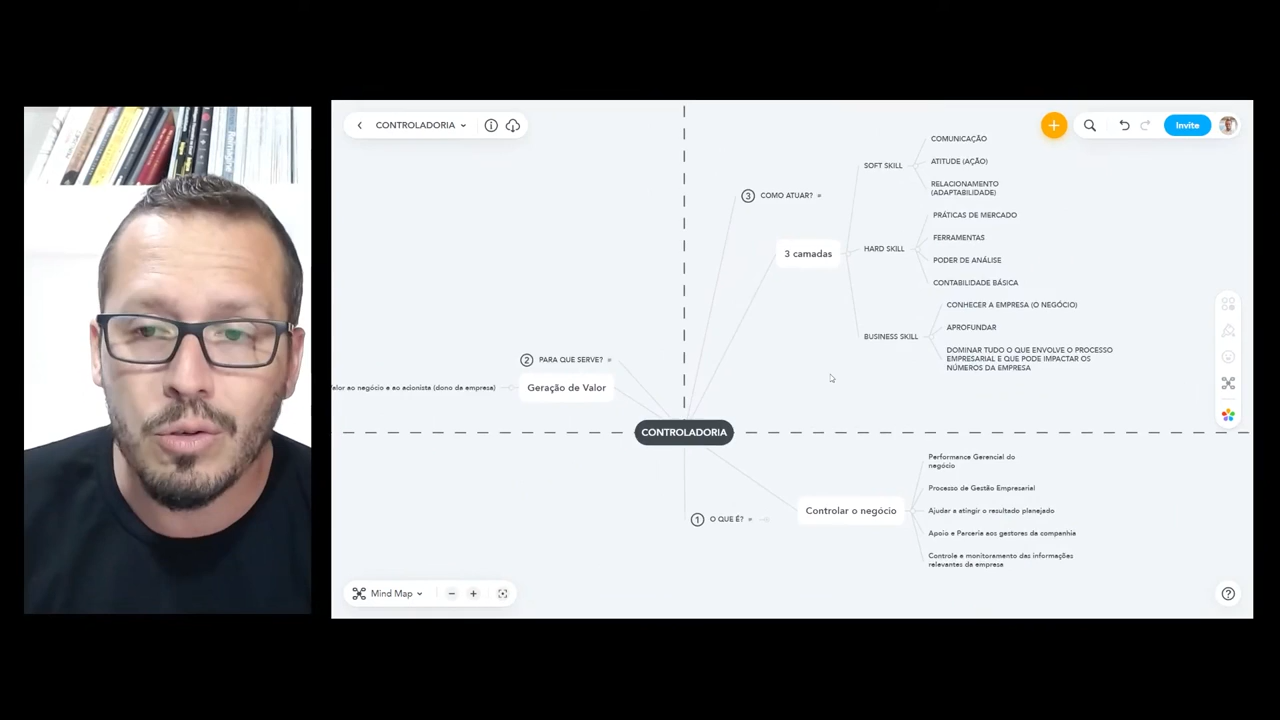 CONTROLADORIA
Invite
COMUNICAÇÃO
ATITUDE (AÇÃO)
RELACIONAMENTO
(ADAPTABILIDADE)
SOFT SKILL
3 COMO ATUAR?
PRÁTICAS DE MERCADO
FERRAMENTAS
PODER DE ANÁLISE
CONTABILIDADE BÁSICA
HARD SKILL
3 camadas
CONHECER A EMPRESA (O NEGÓCIO)
APROFUNDAR
DOMINAR TUDO O QUE ENVOLVE O PROCESSO
EMPRESARIAL E QUE PODE IMPACTAR OS
NÚMEROS DA EMPRESA
BUSINESS SKILL
2 PARA QUE SERVE?
Geração de Valor
valor ao negócio e ao acionista (dono da empresa)
CONTROLADORIA
1 O QUE É?
Controlar o negócio
Performance Gerencial do
negócio
Processo de Gestão Empresarial
Ajudar a atingir o resultado planejado
Apoio e Parceria aos gestores da companhia
Controle e monitoramento das informações
relevantes da empresa
Mind Map